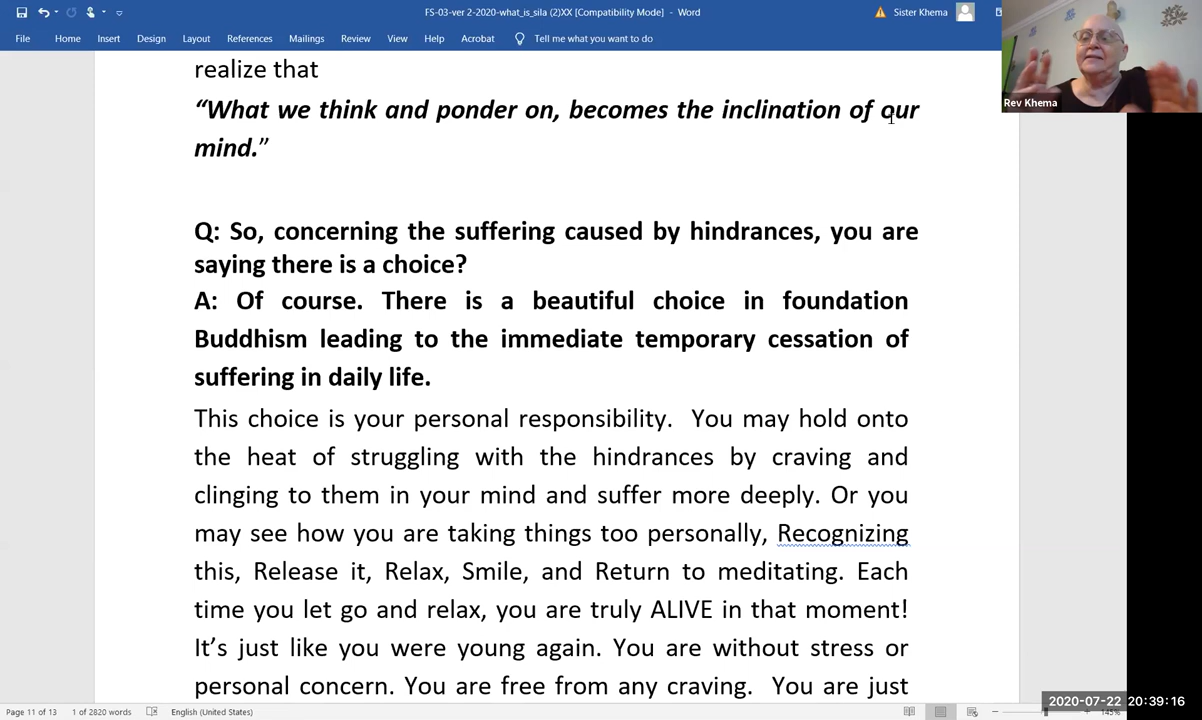 FS-03-ver 2-2020-what_is_sila (2)XX [Compatibility Mode] - Word
Sister Khema
File Home Insert Design Layout References Mailings Review View Help Acrobat Tell me what you want to do
Rev Khema
realize that
“What we think and ponder on, becomes the inclination of our
mind.”
Q: So, concerning the suffering caused by hindrances, you are
saying there is a choice?
A: Of course. There is a beautiful choice in foundation
Buddhism leading to the immediate temporary cessation of
suffering in daily life.
This choice is your personal responsibility. You may hold onto
the heat of struggling with the hindrances by craving and
clinging to them in your mind and suffer more deeply. Or you
may see how you are taking things too personally, Recognizing
this, Release it, Relax, Smile, and Return to meditating. Each
time you let go and relax, you are truly ALIVE in that moment!
It’s just like you were young again. You are without stress or
personal concern. You are free from any craving. You are just
Page 11 of 13 1 of 2820 words English (United States) 145%
2020-07-22 20:39:16